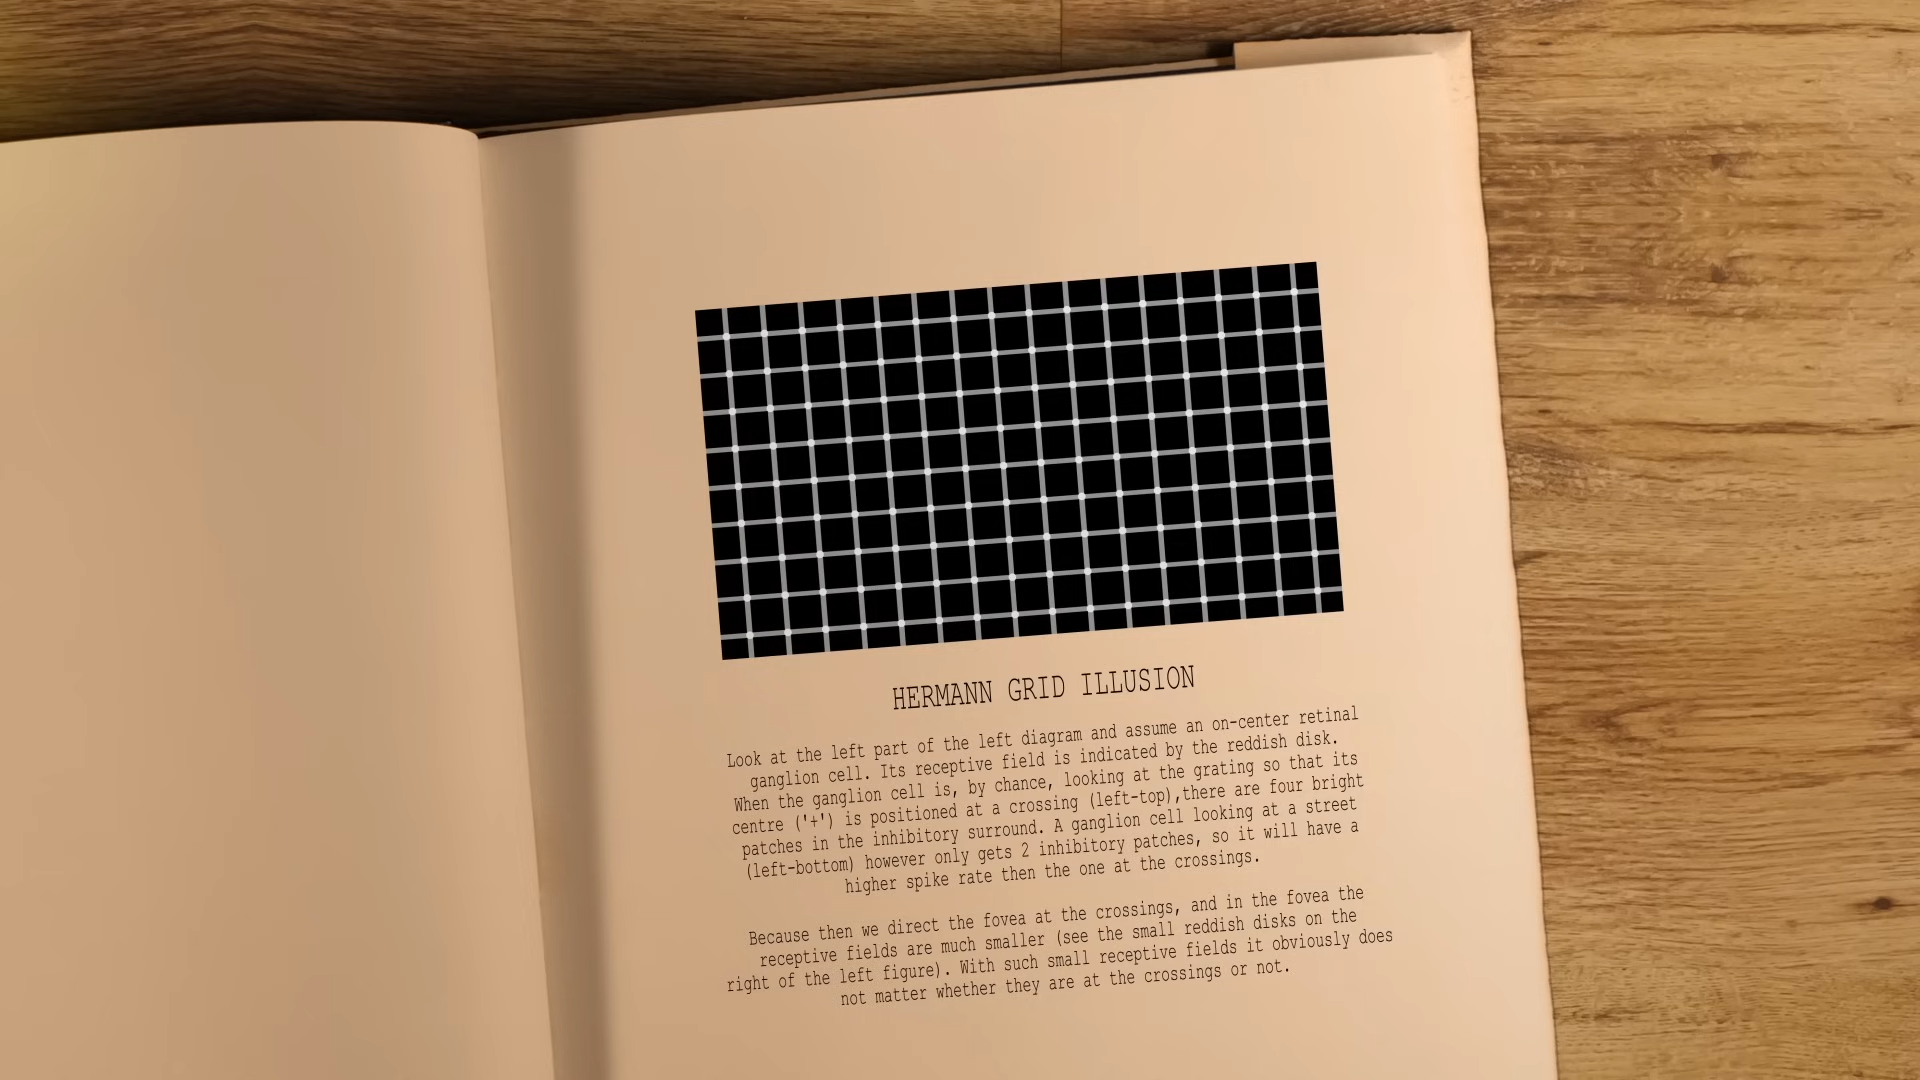 HERMANN GRID ILLUSION
Look at the left part of the left diagram and assume an on-center retinal
ganglion cell. Its receptive field is indicated by the reddish disk.
When the ganglion cell is, by chance, looking at the grating so that its
centre ('+') is positioned at a crossing (left-top),there are four bright
patches in the inhibitory surround. A ganglion cell looking at a street
(left-bottom) however only gets 2 inhibitory patches, so it will have a
higher spike rate then the one at the crossings.
Because then we direct the fovea at the crossings, and in the fovea the
receptive fields are much smaller (see the small reddish disks on the
right of the left figure). With such small receptive fields it obviously does
not matter whether they are at the crossings or not.